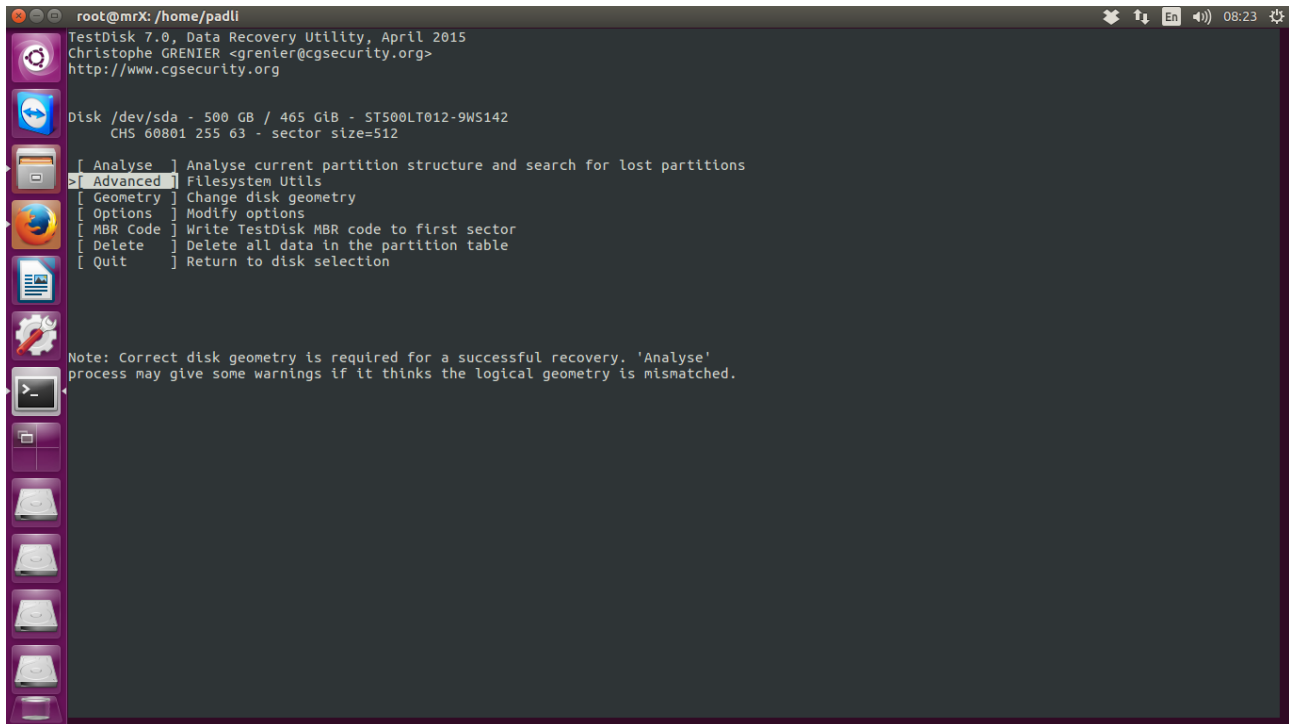 root@mrX: /home/padli
En
08:23
TestDisk 7.0, Data Recovery Utility, April 2015
Christophe GRENIER <grenier@cgsecurity.org>
http://www.cgsecurity.org
Disk /dev/sda - 500 GB / 465 GiB - ST500LT012-9WS142
CHS 60801 255 63 - sector size=512
[ Analyse  ] Analyse current partition structure and search for lost partitions
>[ Advanced ] Filesystem Utils
[ Geometry ] Change disk geometry
[ Options  ] Modify options
[ MBR Code ] Write TestDisk MBR code to first sector
[ Delete   ] Delete all data in the partition table
[ Quit     ] Return to disk selection
Note: Correct disk geometry is required for a successful recovery. 'Analyse'
process may give some warnings if it thinks the logical geometry is mismatched.